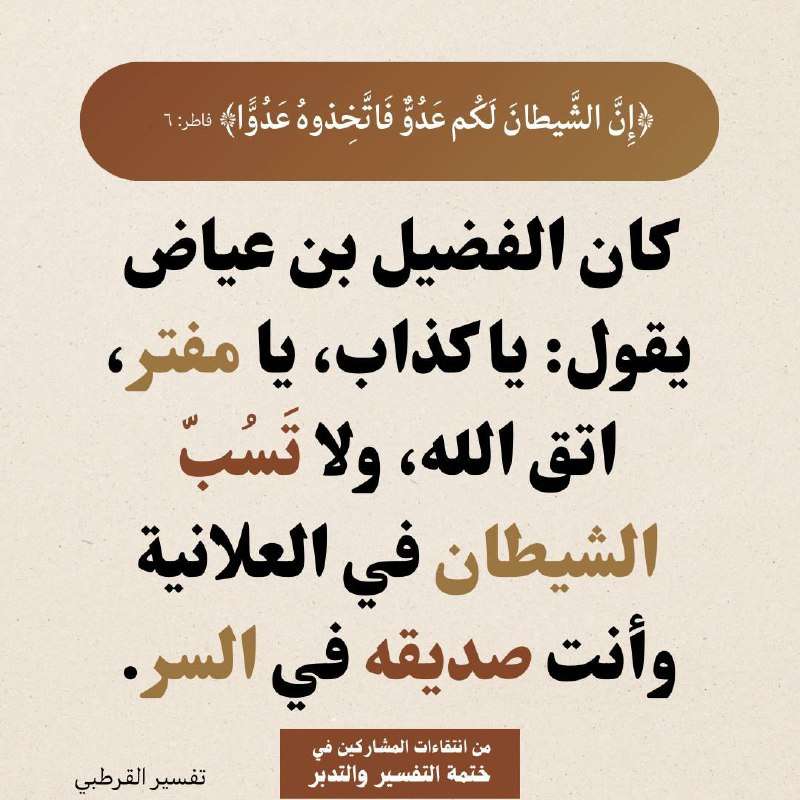 ﴿إِنَّ الشَّيطانَ لَكُم عَدُوٌّ فَاتَّخِذوهُ عَدُوًّا﴾ فاطر: ٦
كان الفضيل بن عياض
يقول: يا كذاب، يا مفتر،
اتق الله، ولا تَسُبّ
الشيطان في العلانية
وأنت صديقه في السر.
من انتقاءات المشاركين في
ختمة التفسير والتدبر
تفسير القرطبي